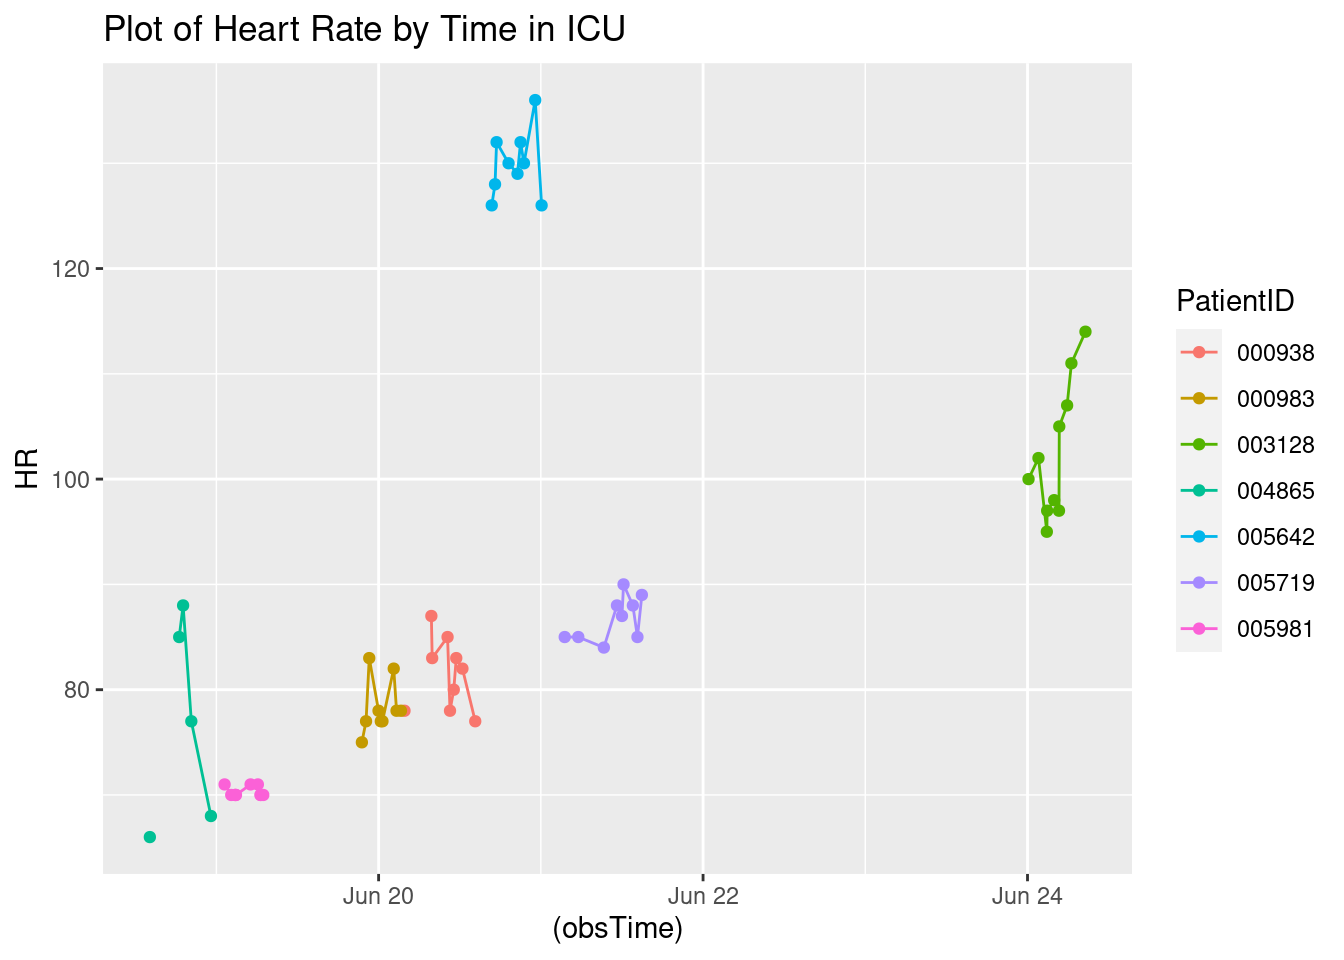 Plot of Heart Rate by Time in ICU
HR
120
100
80
Jun 20
Jun 22
Jun 24
(obsTime)
PatientID
000938
000983
003128
004865
005642
005719
005981